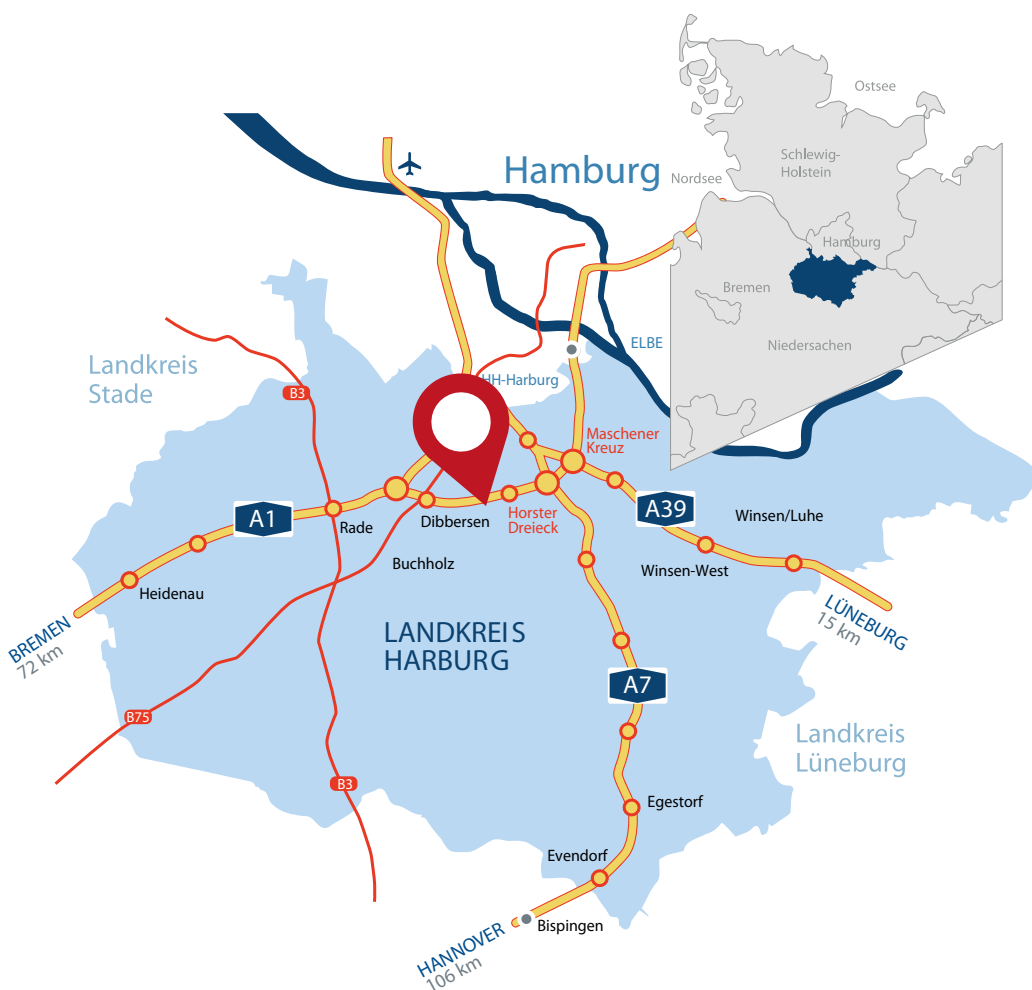 Ostsee
Schlewig-
Holstein
Nordsee
Hamburg
Hamburg
Bremen
Niedersachen
ELBE
Landkreis
Stade
HH-Harburg
B3
Maschener
Kreuz
A1
Rade
Dibbersen
Horster
Dreieck
A39
Winsen/Luhe
Buchholz
Winsen-West
Heidenau
BREMEN
72 km
LÜNEBURG
15 km
LANDKREIS
HARBURG
A7
B75
Landkreis
Lüneburg
B3
Egestorf
Evendorf
Bispingen
HANNOVER
106 km